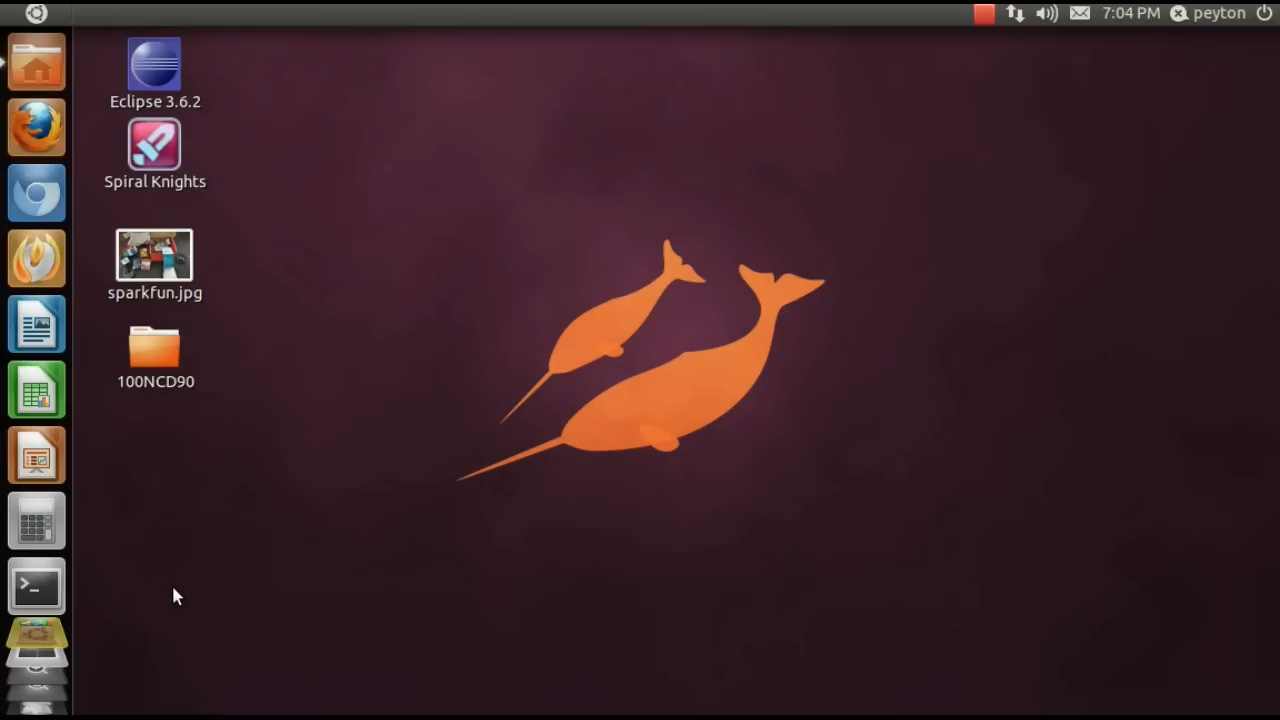 7:04 PM peyton
Eclipse 3.6.2
Spiral Knights
sparkfun.jpg
100NCD90
>_